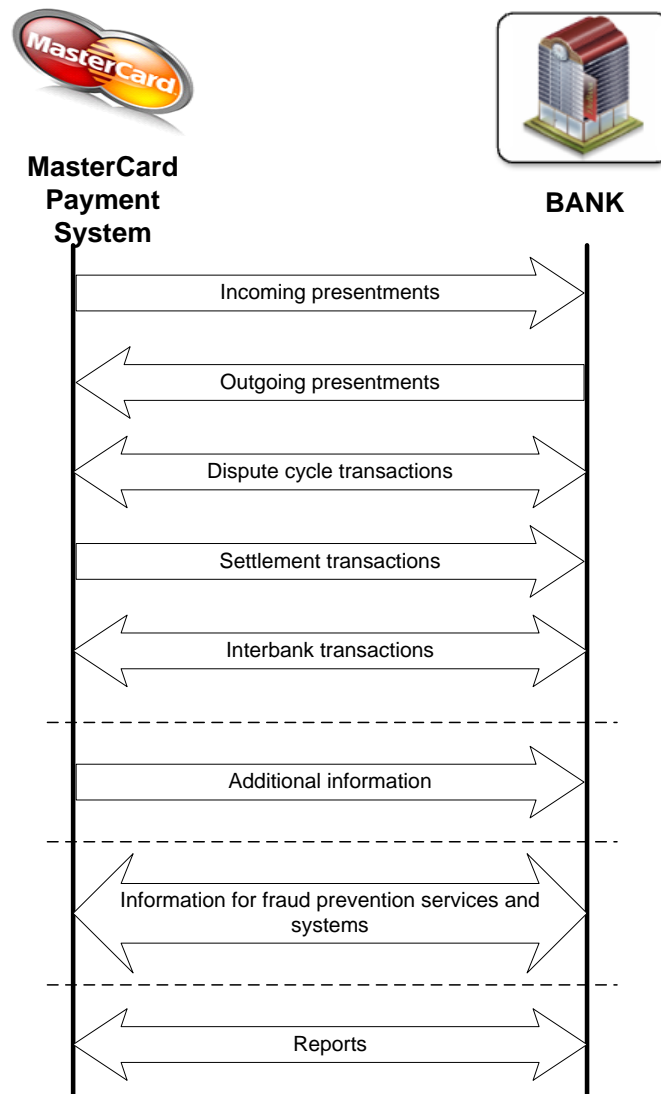 MasterCard
MasterCard
Payment
System
BANK
Incoming presentments
Outgoing presentments
Dispute cycle transactions
Settlement transactions
Interbank transactions
Additional information
Information for fraud prevention services and
systems
Reports